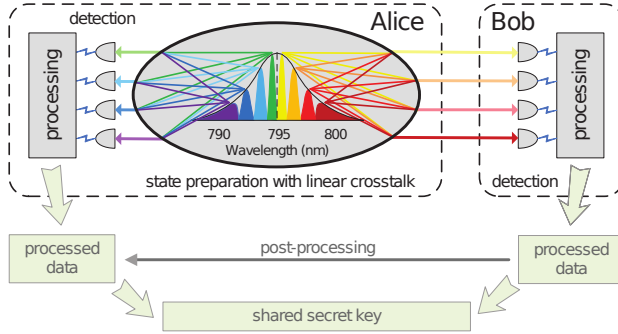 detection
Alice
Bob
processing
processing
790
795
800
Wavelength (nm)
state preparation with linear crosstalk
detection
processed
data
post-processing
processed
data
shared secret key